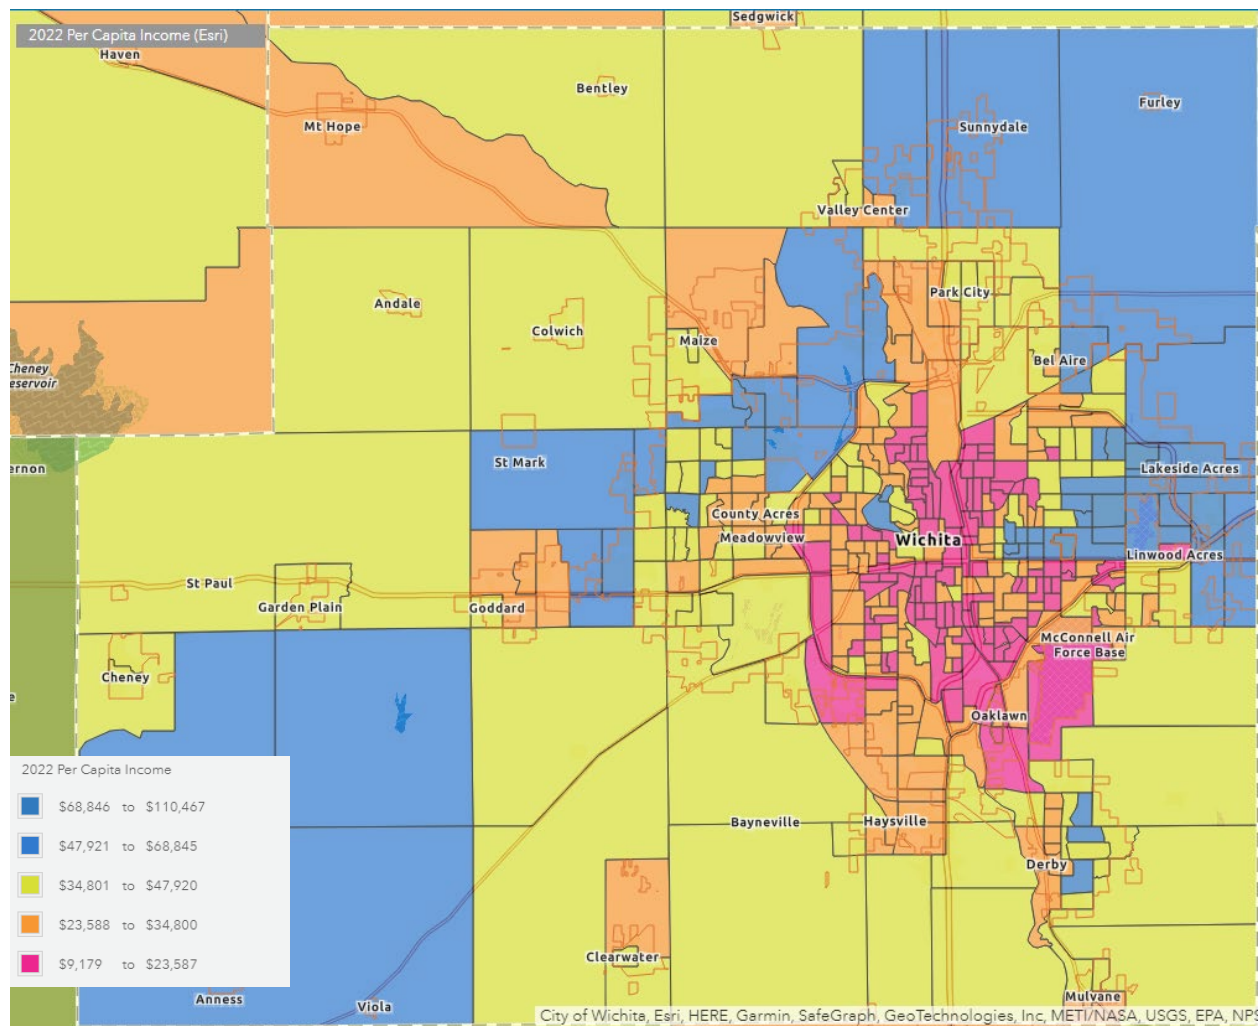 Sedgwick
2022 Per Capita Income (Esri)
Haven
Bentley
Furley
Mt Hope
Sunnydale
Valley Center
Park City
Andale
Colwich
Maize
Bel Aire
Cheney
eservoir
ernon
St Mark
Lakeside Acres
County Acres
Meadowview
Wichita
Linwood Acres
St Paul
Garden Plain
Goddard
McConnell Air
Force Base
Cheney
e
Oaklawn
2022 Per Capita Income
$68,846 to $110,467
$47,921 to $68,845
$34,801 to $47,920
$23,588 to $34,800
$9,179 to $23,587
Bayneville
Haysville
Derby
Clearwater
Anness
Viola
Mulvane
City of Wichita, Esri, HERE, Garmin, SafeGraph, GeoTechnologies, Inc, METI/NASA, USGS, EPA, NPS